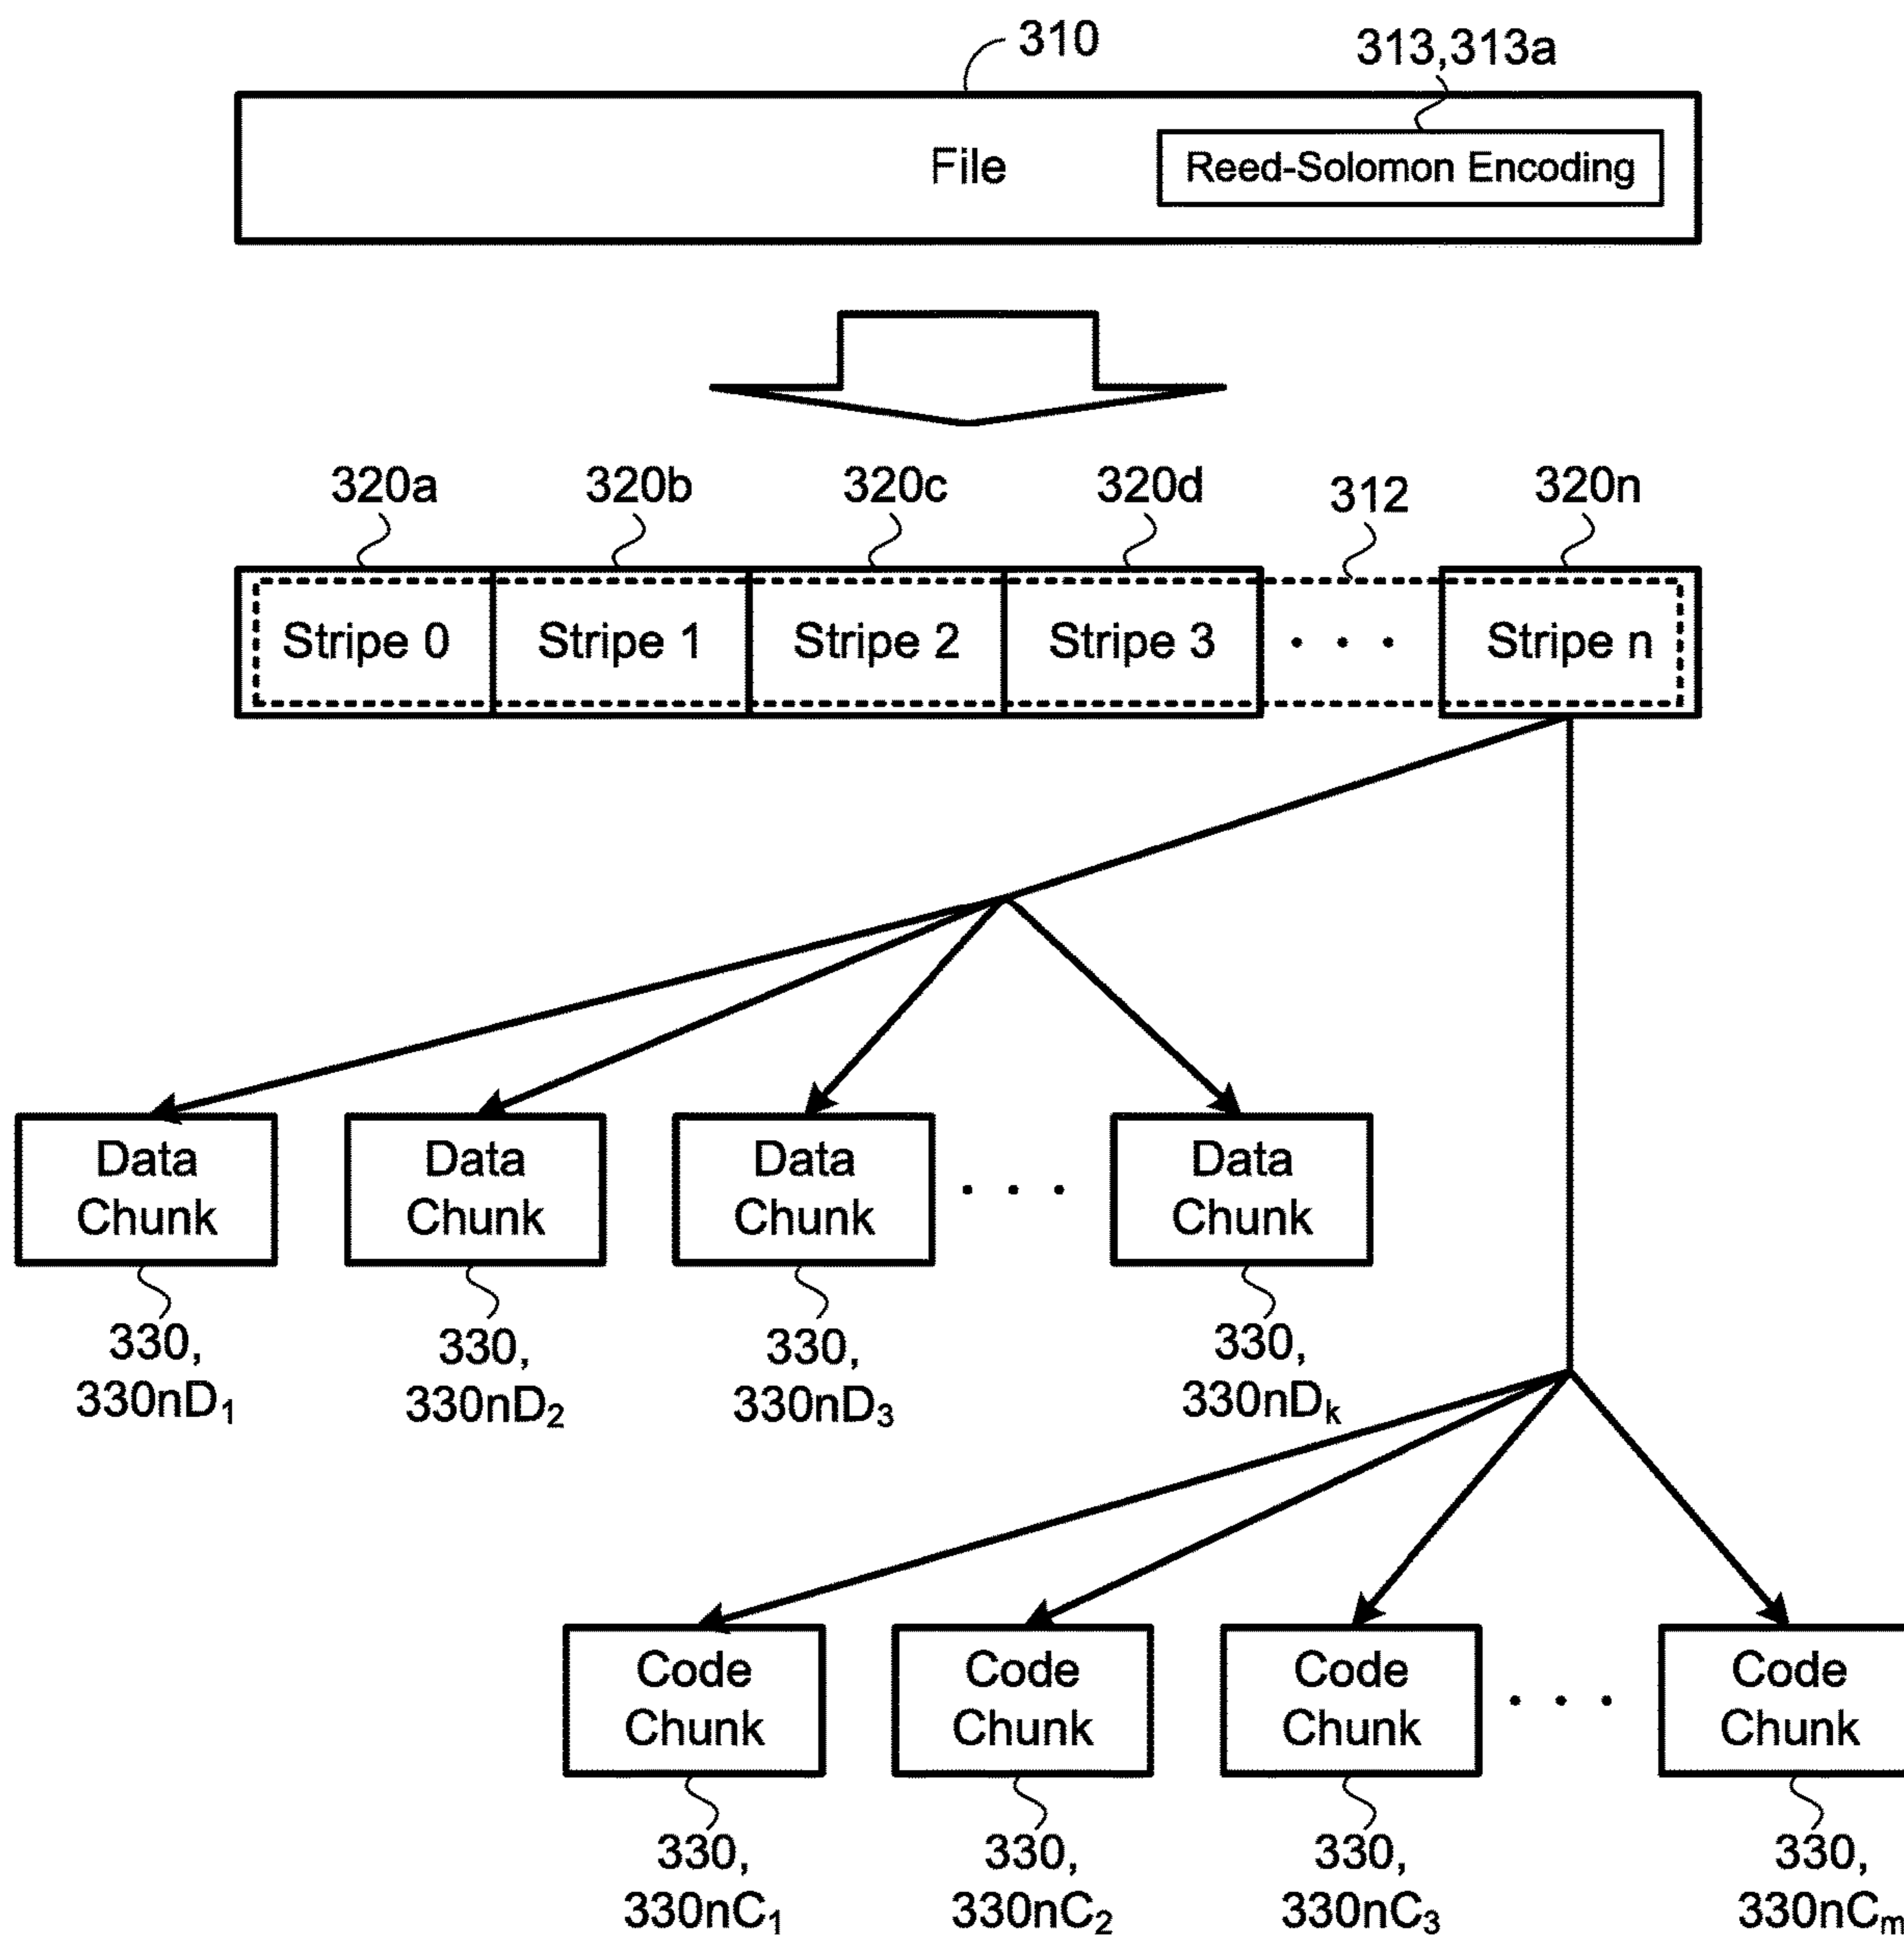 310 313,313a
File Reed-Solomon Encoding
320a 320b 320c 320d 312 320n
Stripe 0 Stripe 1 Stripe 2 Stripe 3 . . . Stripe n
Data Data Data Data
Chunk Chunk Chunk . . . Chunk
330, 330, 330, 330,
330nD₁ 330nD₂ 330nD₃ 330nDₖ
Code Code Code Code
Chunk Chunk Chunk . . . Chunk
330, 330, 330, 330,
330nC₁ 330nC₂ 330nC₃ 330nCₘ